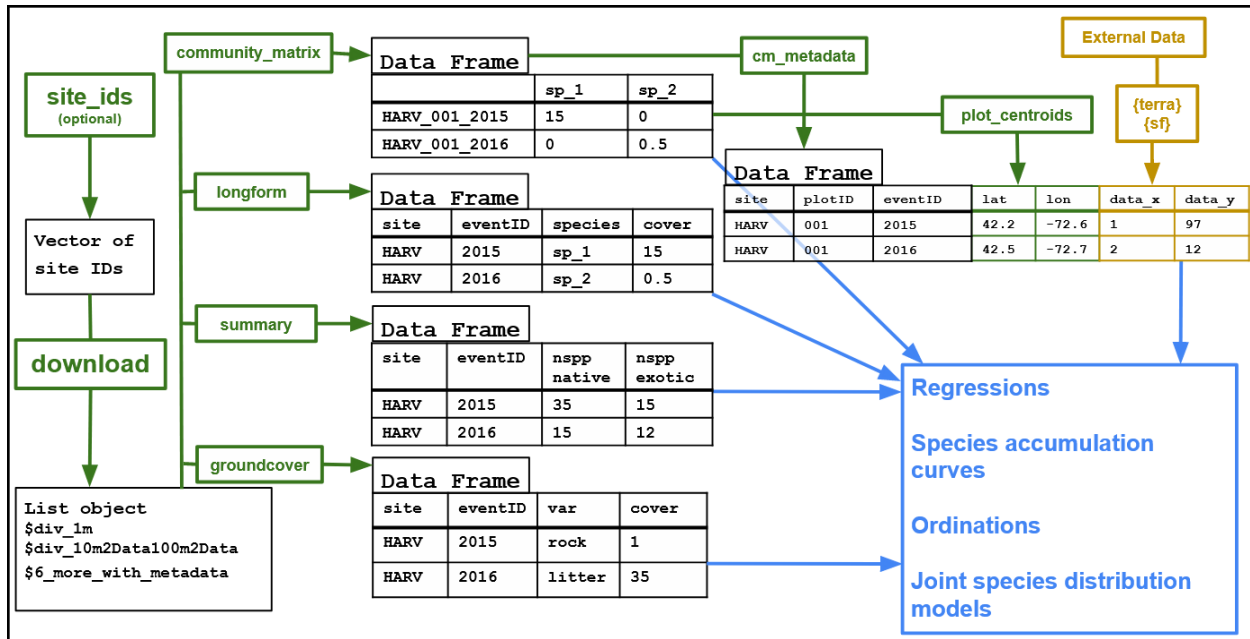 site_ids
(optional)
Vector of
site IDs
download
List object
$div_1m
$div_10m2Data100m2Data
$6_more_with_metadata
community_matrix
Data Frame
sp_1 sp_2
HARV_001_2015 15 0
HARV_001_2016 0 0.5
longform
Data Frame
site eventID species cover
HARV 2015 sp_1 15
HARV 2016 sp_2 0.5
summary
Data Frame
site eventID nspp nspp
native exotic
HARV 2015 35 15
HARV 2016 15 12
groundcover
Data Frame
site eventID var cover
HARV 2015 rock 1
HARV 2016 litter 35
cm_metadata
plot_centroids
External Data
{terra}
{sf}
Data Frame
site plotID eventID lat lon data_x data_y
HARV 001 2015 42.2 -72.6 1 97
HARV 001 2016 42.5 -72.7 2 12
Regressions
Species accumulation
curves
Ordinations
Joint species distribution
models